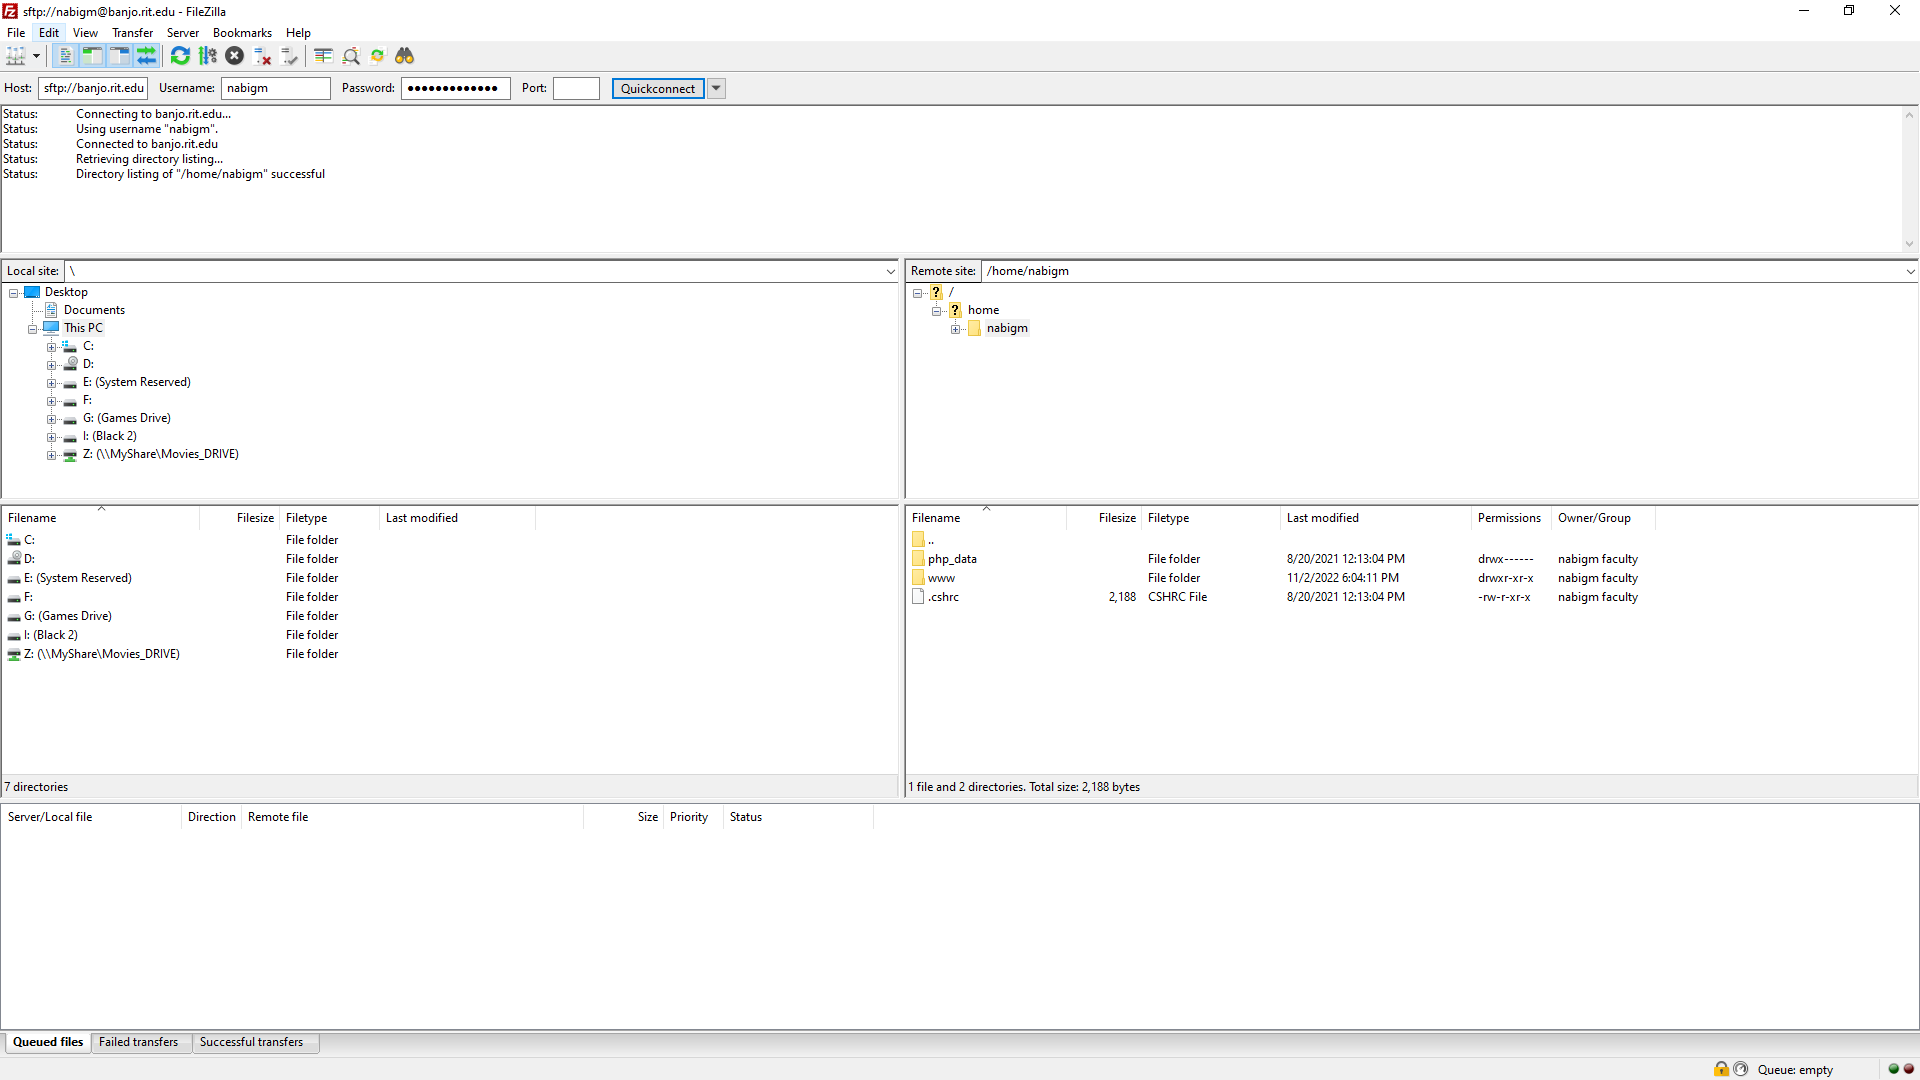 sftp://nabigm@banjo.rit.edu - FileZilla
File Edit View Transfer Server Bookmarks Help
Host: sftp://banjo.rit.edu Username: nabigm Password: ●●●●●●●●●●●●● Port: Quickconnect
Status: Connecting to banjo.rit.edu...
Status: Using username "nabigm".
Status: Connected to banjo.rit.edu
Status: Retrieving directory listing...
Status: Directory listing of "/home/nabigm" successful
Local site: \
Desktop
Documents
This PC
C:
D:
E: (System Reserved)
F:
G: (Games Drive)
I: (Black 2)
Z: (\\MyShare\Movies_DRIVE)
Remote site: /home/nabigm
/
home
nabigm
Filename Filesize Filetype Last modified
C: File folder
D: File folder
E: (System Reserved) File folder
F: File folder
G: (Games Drive) File folder
I: (Black 2) File folder
Z: (\\MyShare\Movies_DRIVE) File folder
7 directories
Filename Filesize Filetype Last modified Permissions Owner/Group
..
php_data File folder 8/20/2021 12:13:04 PM drwx------ nabigm faculty
www File folder 11/2/2022 6:04:11 PM drwxr-xr-x nabigm faculty
.cshrc 2,188 CSHRC File 8/20/2021 12:13:04 PM -rw-r-xr-x nabigm faculty
1 file and 2 directories. Total size: 2,188 bytes
Server/Local file Direction Remote file Size Priority Status
Queued files Failed transfers Successful transfers
Queue: empty